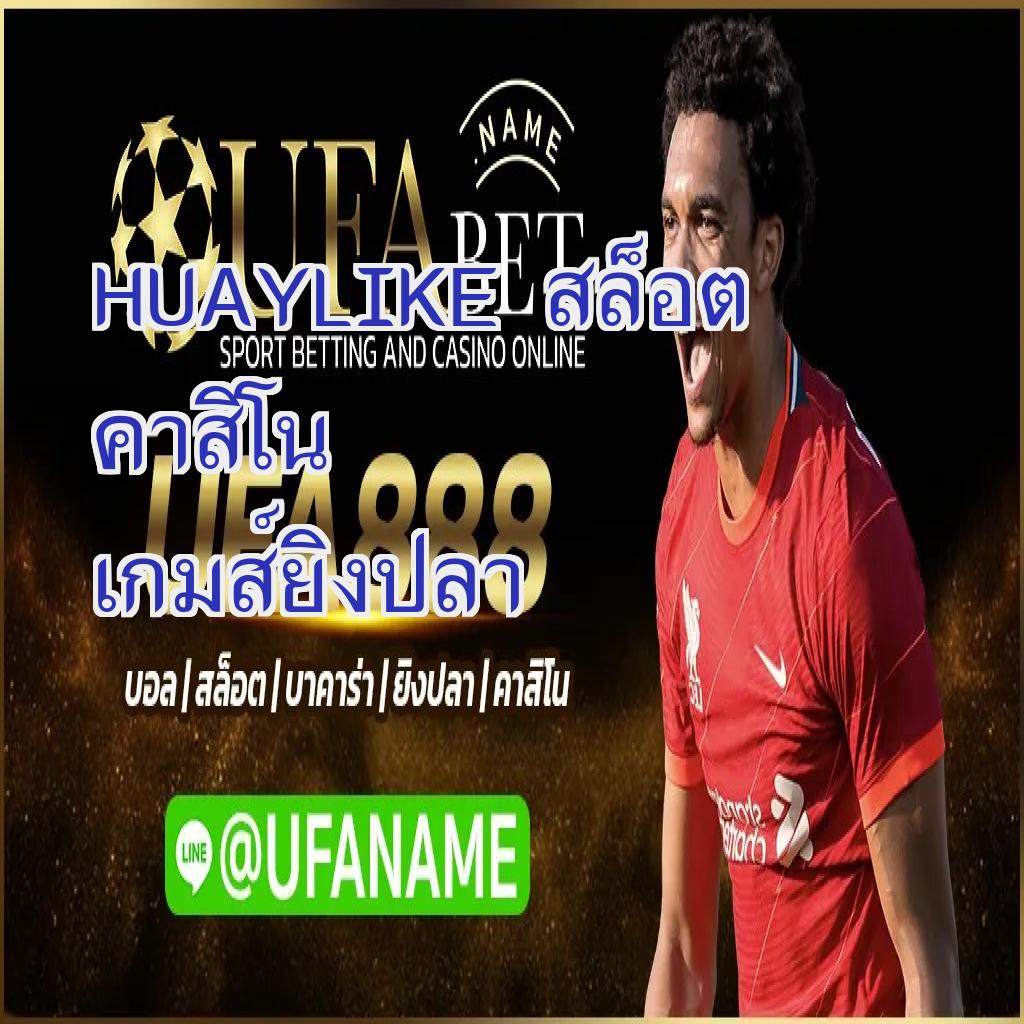 .NAME
UFABET
HUAYLIKE สล็อต
SPORT BETTING AND CASINO ONLINE
คาสิโน
UFA888
เกมส์ยิงปลา
บอล | สล็อต | บาคาร่า | ยิงปลา | คาสิโน
LINE @UFANAME